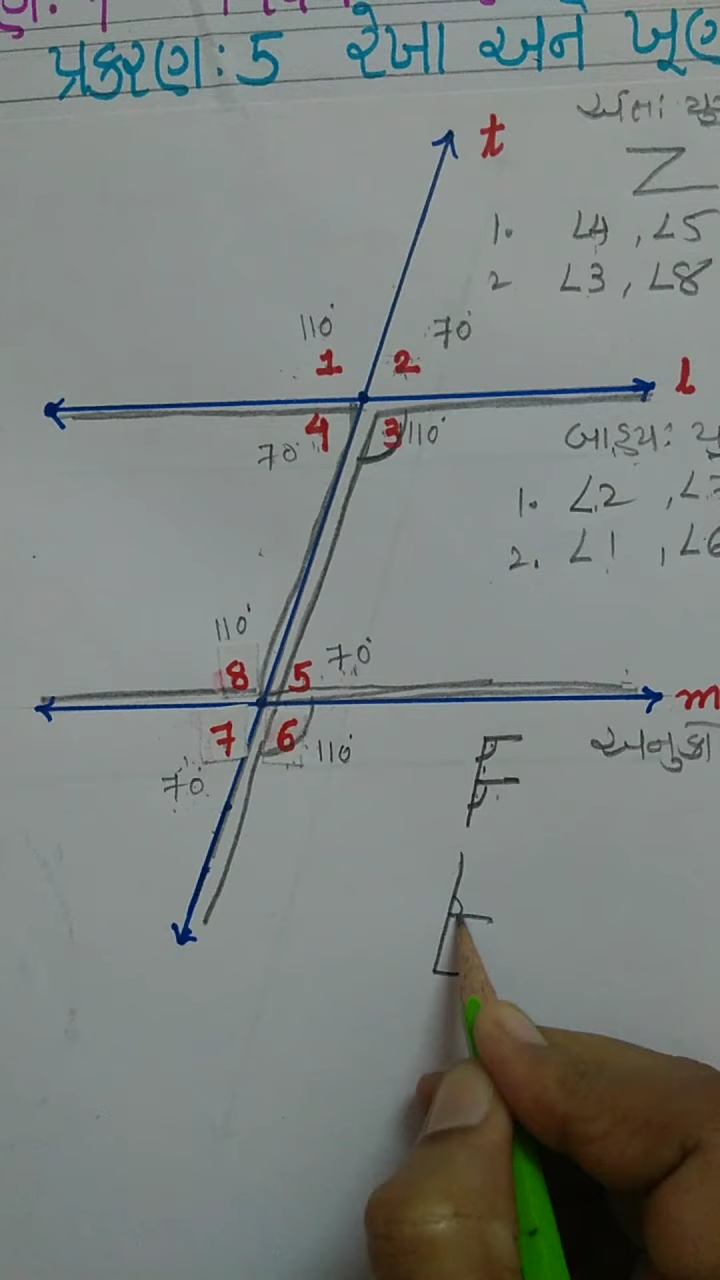 પ્રકરણ: 5 રેખા અને
t
Z
1. ∠4 , ∠5
2 ∠3 , ∠8
110° 70°
1 2
l
4 3
70° 110°
બાહ્ય:
1. ∠2
2. ∠1 , ∠6
110°
8 5 70°
m
7 6 110°
70°